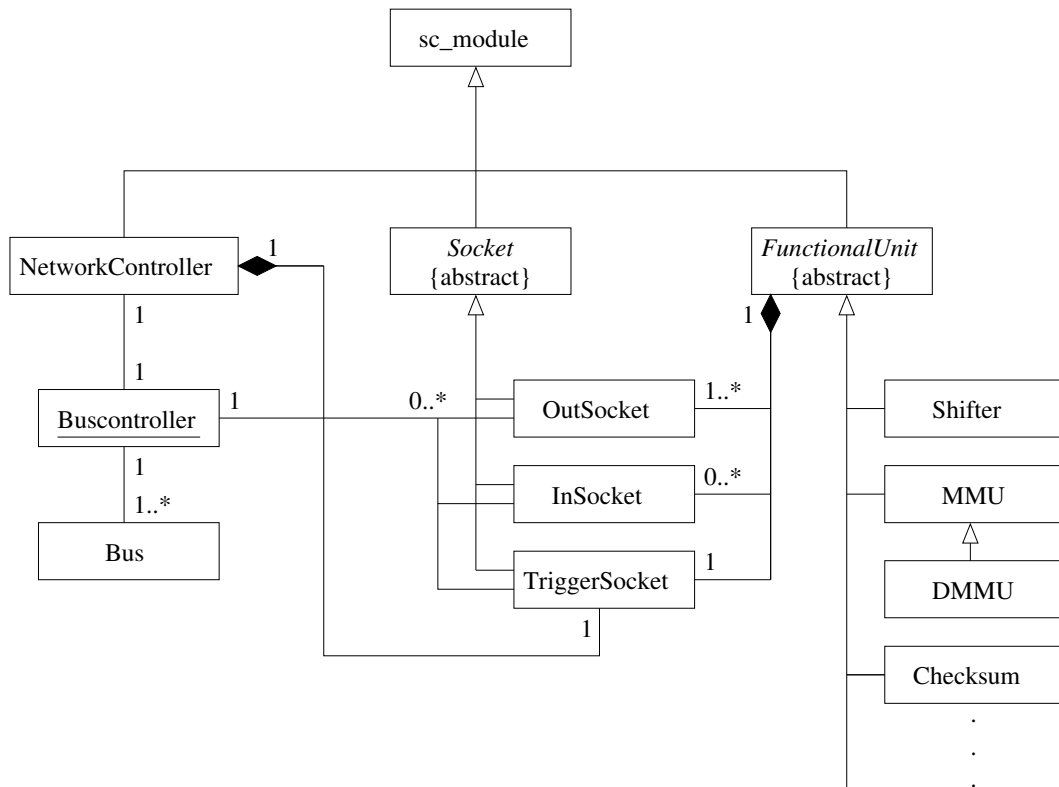 sc_module
NetworkController
1
Socket
{abstract}
FunctionalUnit
{abstract}
1
1
1
Buscontroller
1
0..*
OutSocket
1..*
Shifter
1
1..*
InSocket
0..*
MMU
Bus
TriggerSocket
1
DMMU
1
Checksum
.
.
.